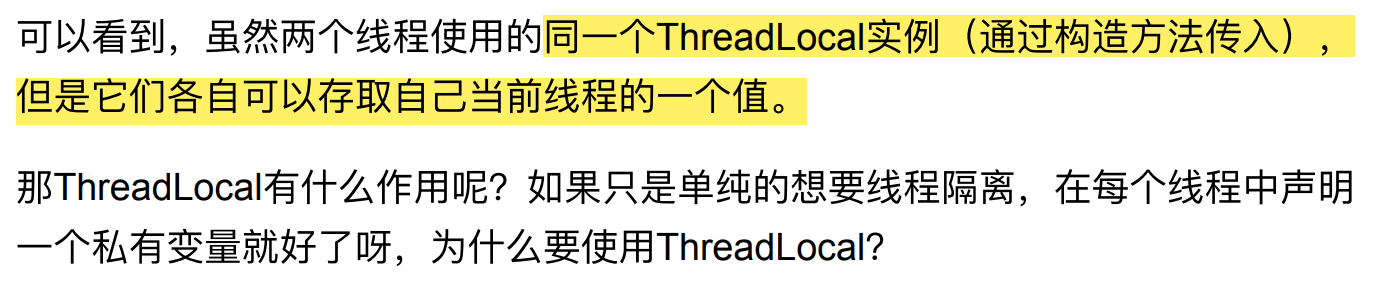 可以看到，虽然两个线程使用的同一个ThreadLocal实例（通过构造方法传入），
但是它们各自可以存取自己当前线程的一个值。
那ThreadLocal有什么作用呢？如果只是单纯的想要线程隔离，在每个线程中声明
一个私有变量就好了呀，为什么要使用ThreadLocal？